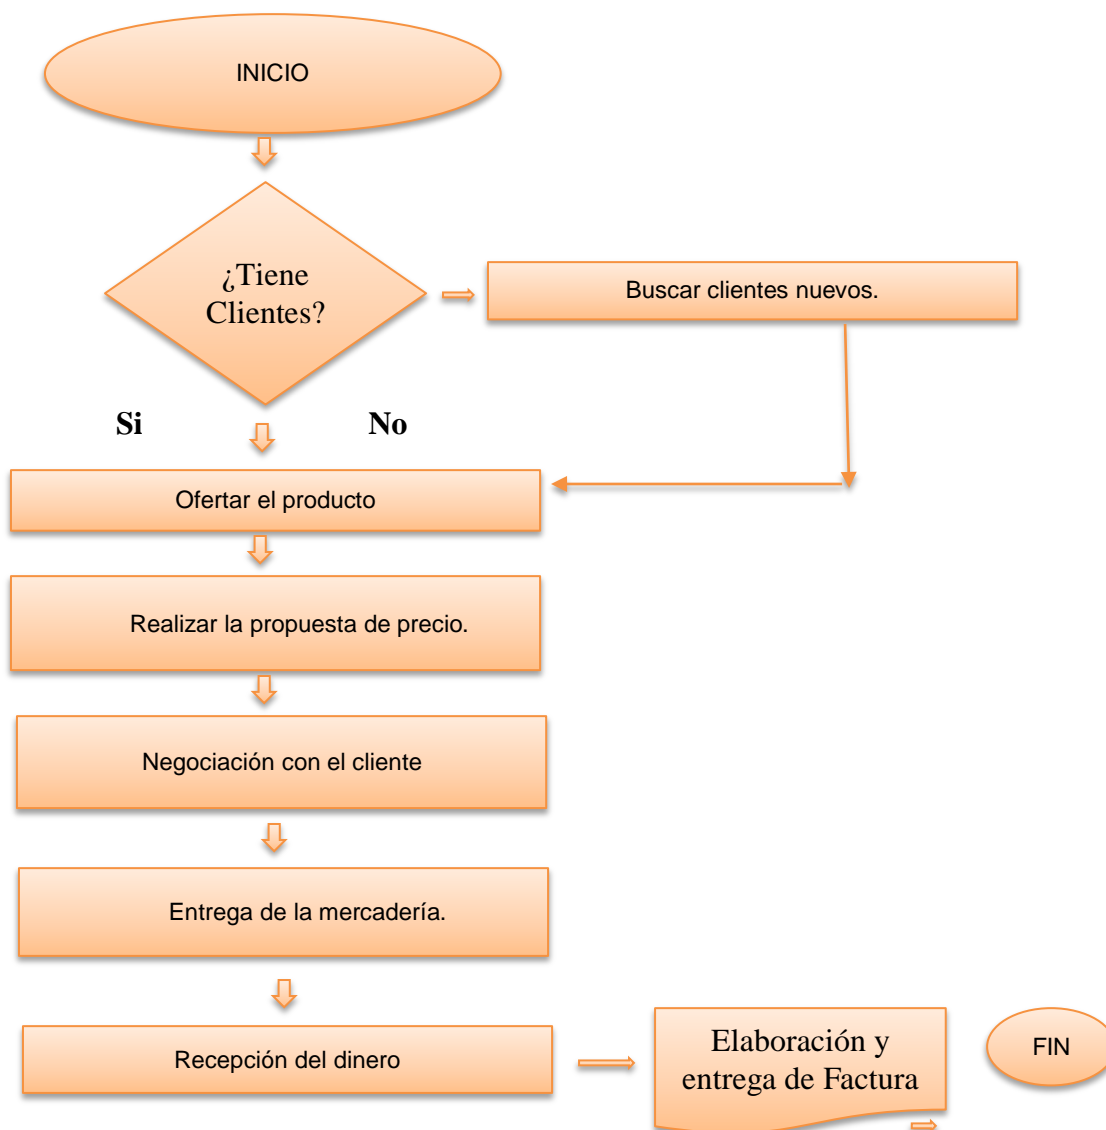 INICIO
¿Tiene
Clientes?
Buscar clientes nuevos.
Si
No
Ofertar el producto
Realizar la propuesta de precio.
Negociación con el cliente
Entrega de la mercadería.
Recepción del dinero
Elaboración y
entrega de Factura
FIN